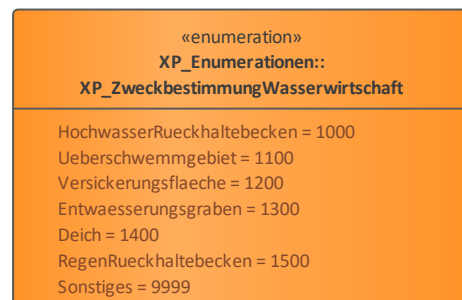 «enumeration»
XP_Enumerationen::
XP_ZweckbestimmungWasserwirtschaft
HochwasserRueckhaltebecken = 1000
Ueberschwemmgebiet = 1100
Versickerungsflaeche = 1200
Entwaesserungsgraben = 1300
Deich = 1400
RegenRueckhaltebecken = 1500
Sonstiges = 9999